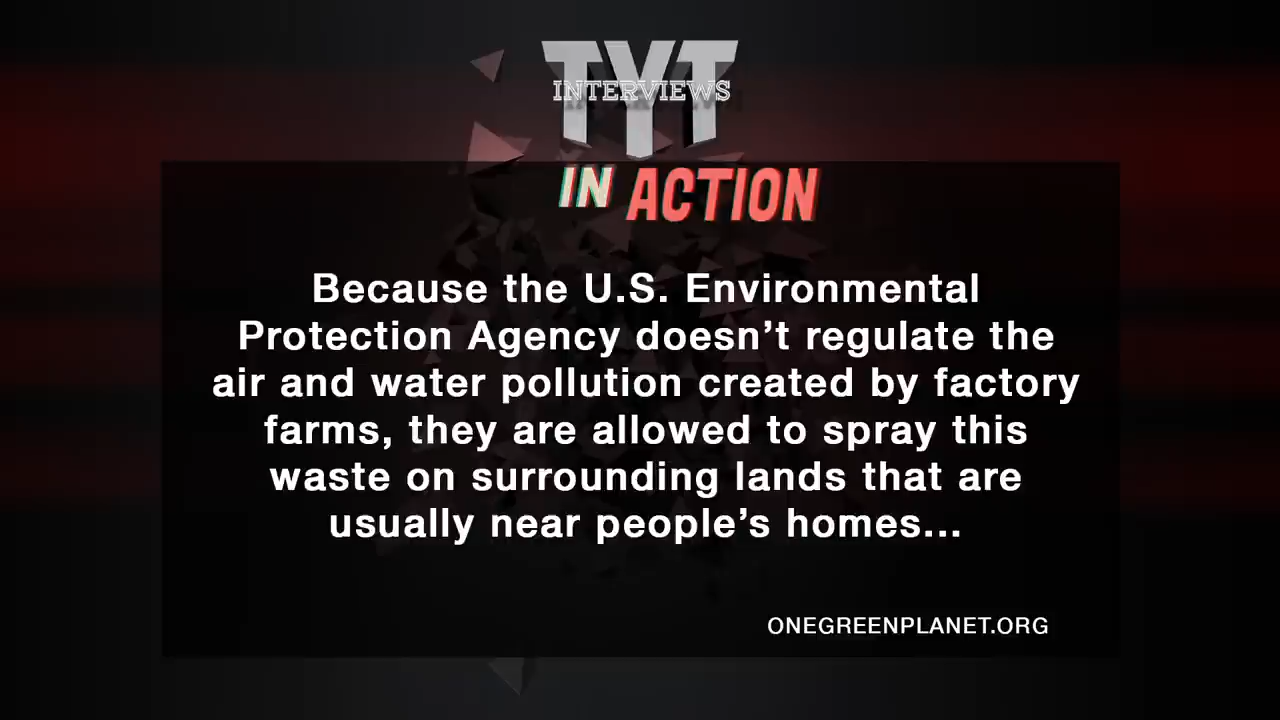 TYT
INTERVIEWS
IN ACTION
Because the U.S. Environmental
Protection Agency doesn’t regulate the
air and water pollution created by factory
farms, they are allowed to spray this
waste on surrounding lands that are
usually near people’s homes...
ONEGREENPLANET.ORG